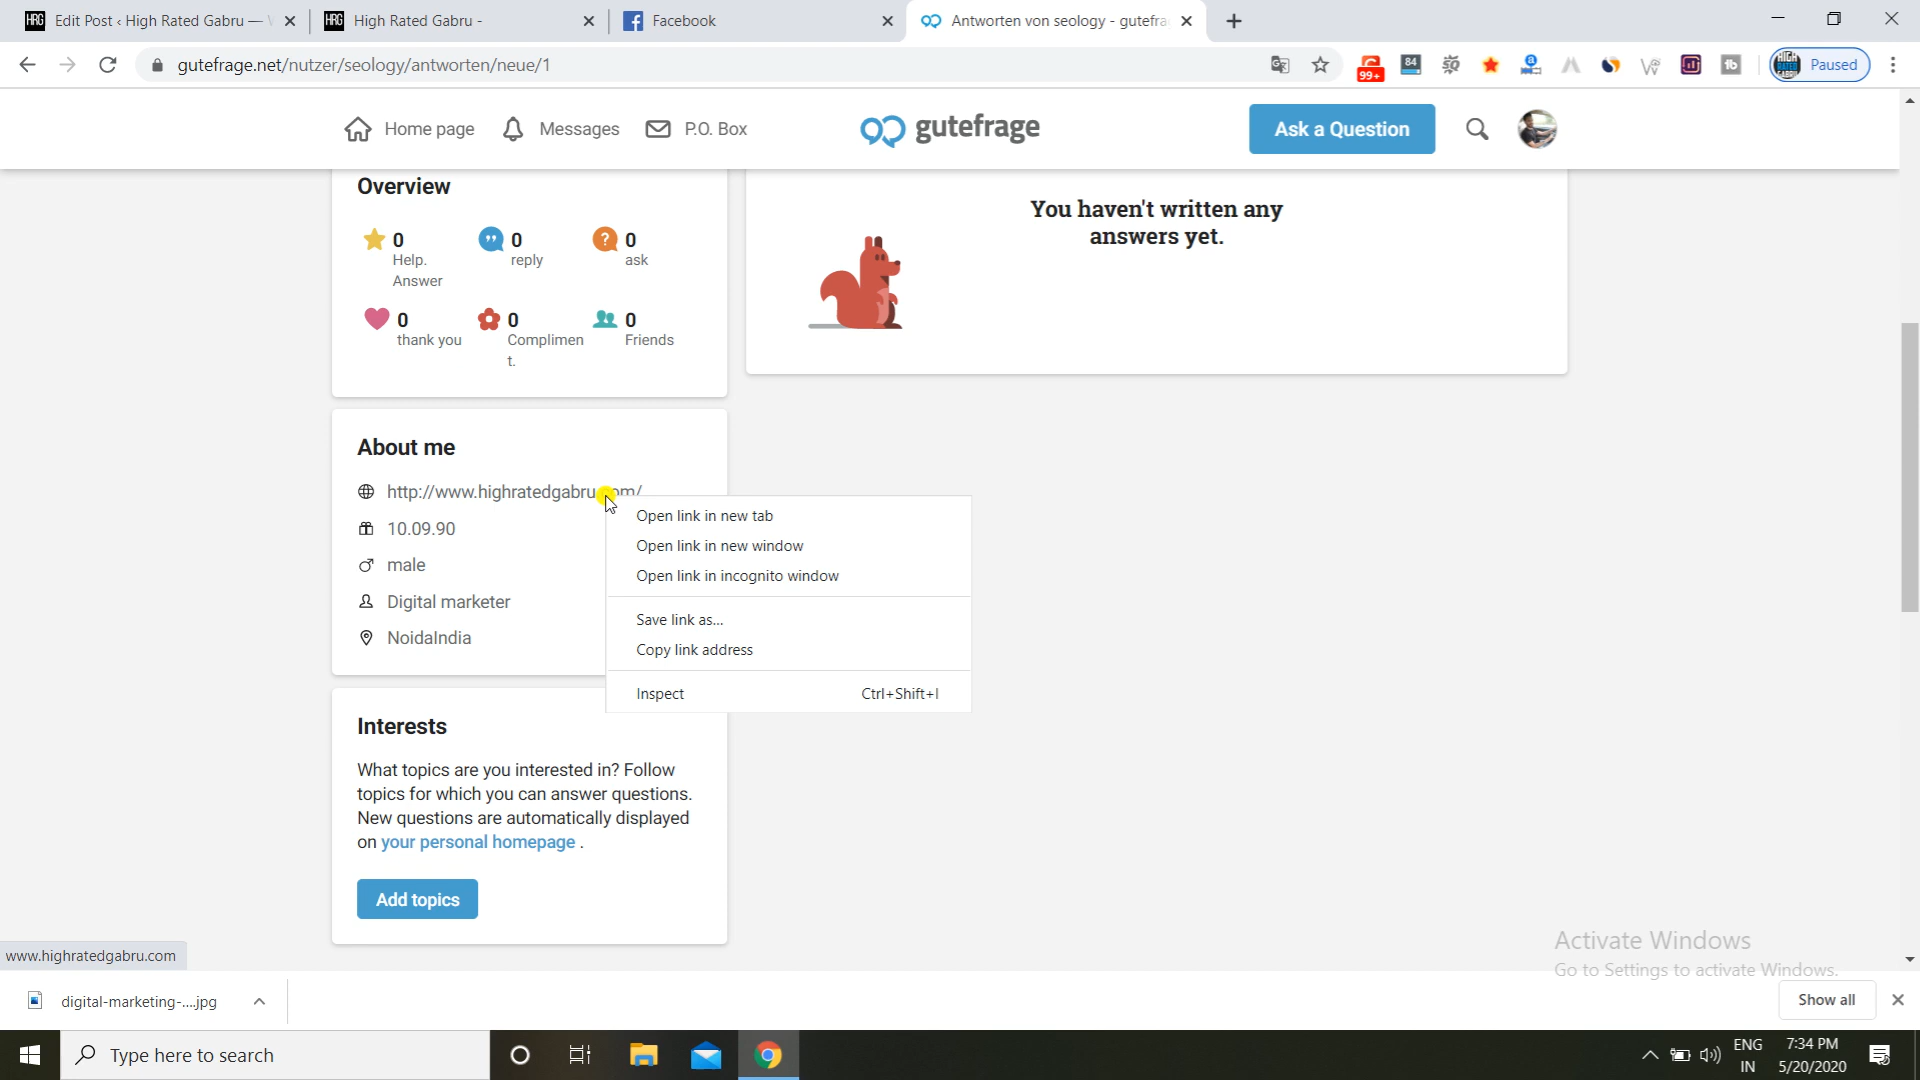 Edit Post ‹ High Rated Gabru —
High Rated Gabru -
Facebook
Antworten von seology - gutefra
gutefrage.net/nutzer/seology/antworten/neue/1
99+
84
Paused
Home page
Messages
P.O. Box
gutefrage
Ask a Question
Overview
0
Help.
Answer
0
reply
0
ask
0
thank you
0
Complimen
t.
0
Friends
You haven't written any
answers yet.
About me
http://www.highratedgabru.com/
10.09.90
male
Digital marketer
NoidaIndia
Open link in new tab
Open link in new window
Open link in incognito window
Save link as...
Copy link address
Inspect Ctrl+Shift+I
Interests
What topics are you interested in? Follow
topics for which you can answer questions.
New questions are automatically displayed
on your personal homepage .
Add topics
www.highratedgabru.com
Activate Windows
Go to Settings to activate Windows.
digital-marketing-....jpg
Show all
Type here to search
ENG
IN
7:34 PM
5/20/2020